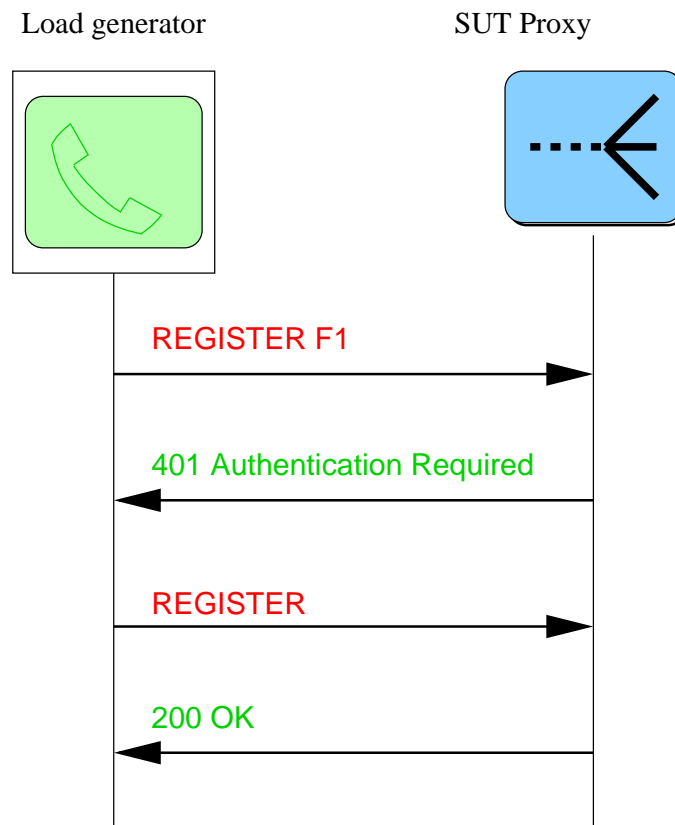 Load generator
SUT Proxy
REGISTER F1
401 Authentication Required
REGISTER
200 OK